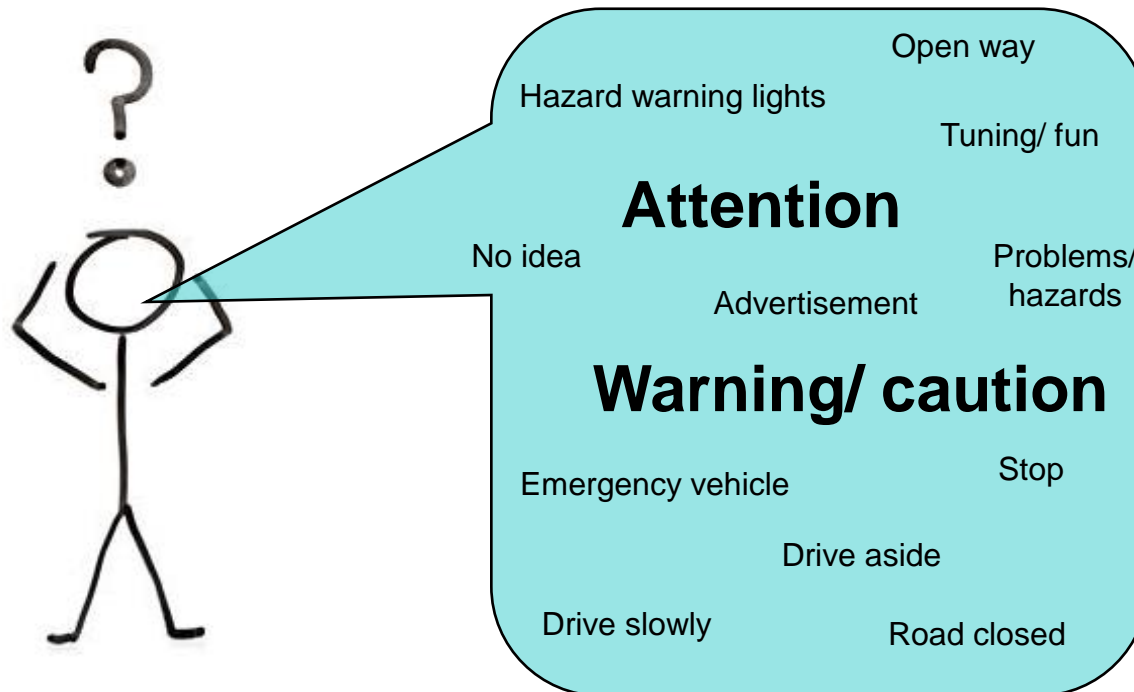 ?
Open way
Hazard warning lights
Tuning/ fun
Attention
No idea
Problems/
hazards
Advertisement
Warning/ caution
Stop
Emergency vehicle
Drive aside
Drive slowly
Road closed